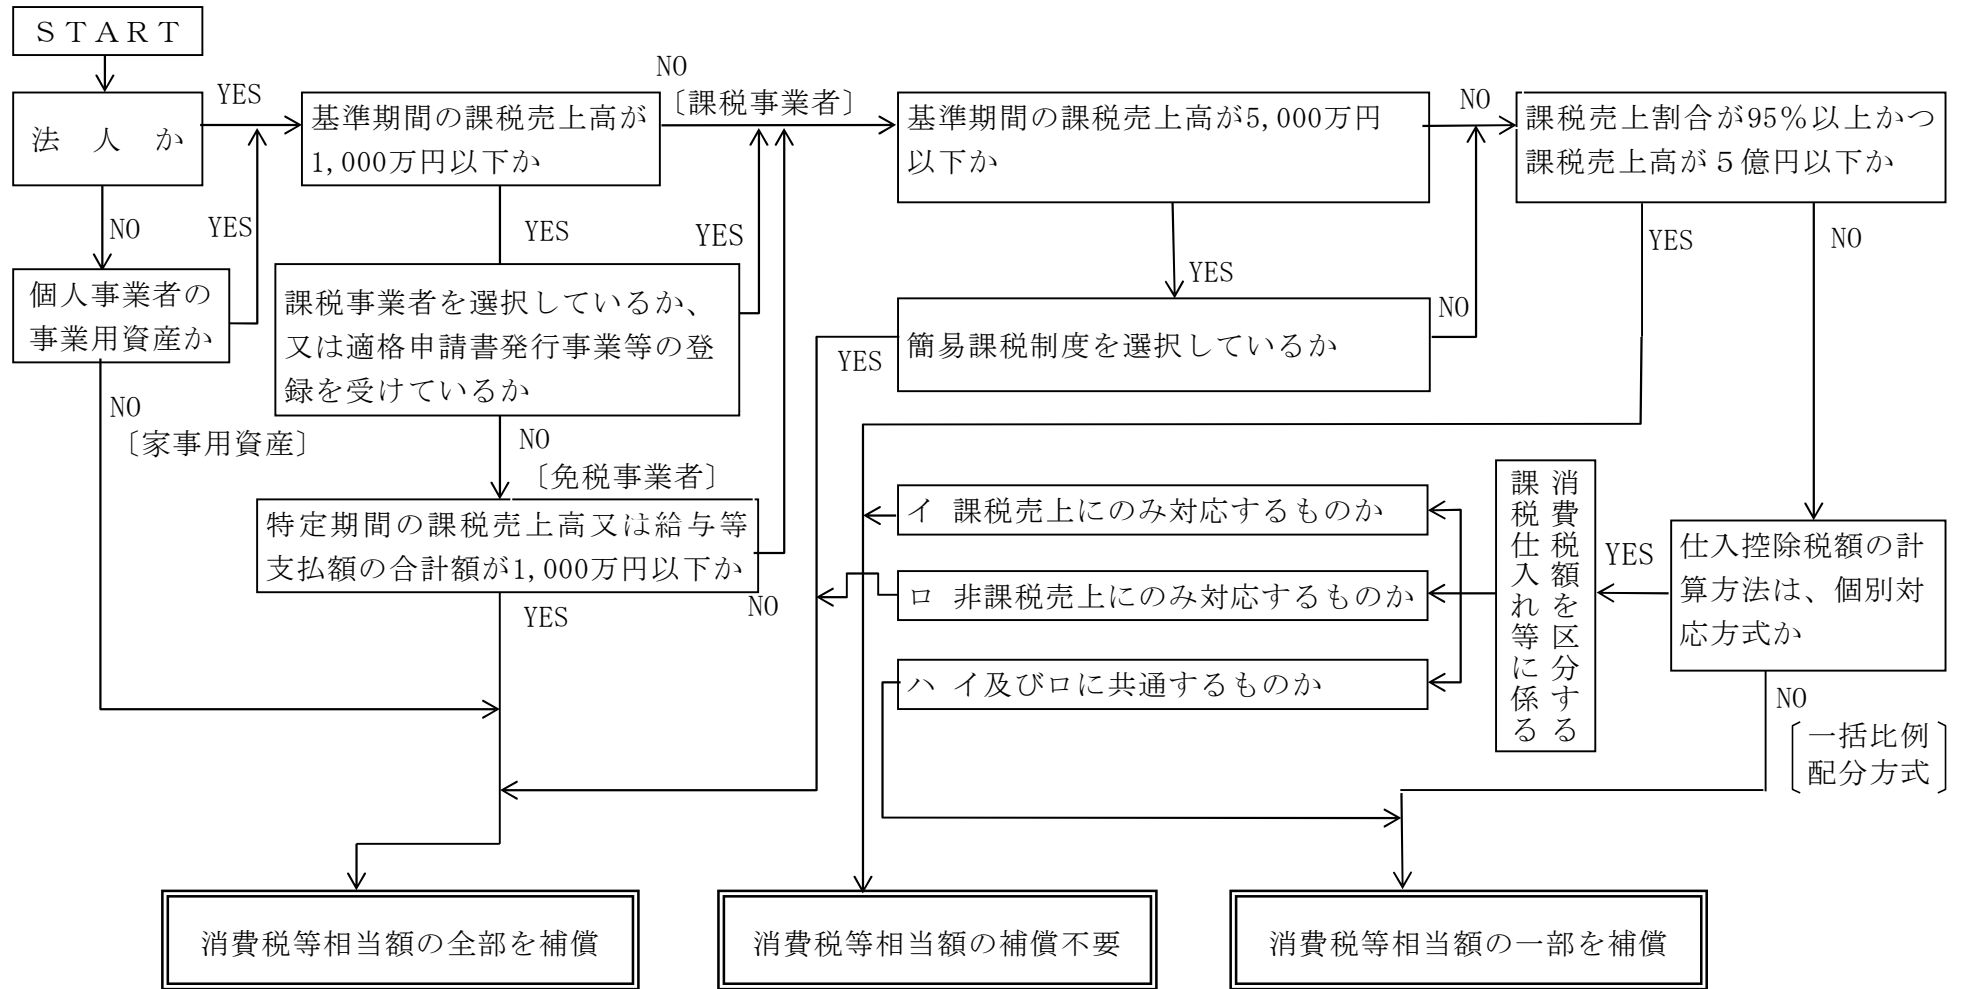 ＳＴＡＲＴ
法　人　か
YES
NO
個人事業者の
事業用資産か
YES
NO
〔家事用資産〕
基準期間の課税売上高が
1,000万円以下か
NO
〔課税事業者〕
YES
課税事業者を選択しているか、
又は適格申請書発行事業等の登
録を受けているか
YES
NO
〔免税事業者〕
特定期間の課税売上高又は給与等
支払額の合計額が1,000万円以下か
NO
YES
基準期間の課税売上高が5,000万円
以下か
NO
YES
簡易課税制度を選択しているか
NO
YES
課税売上割合が95％以上かつ
課税売上高が５億円以下か
YES
NO
仕入控除税額の計
算方法は、個別対
応方式か
YES
NO
〔一括比例
配分方式〕
消費税額を区分する
課税仕入れ等に係る
イ 課税売上にのみ対応するものか
ロ 非課税売上にのみ対応するものか
ハ イ及びロに共通するものか
消費税等相当額の全部を補償
消費税等相当額の補償不要
消費税等相当額の一部を補償